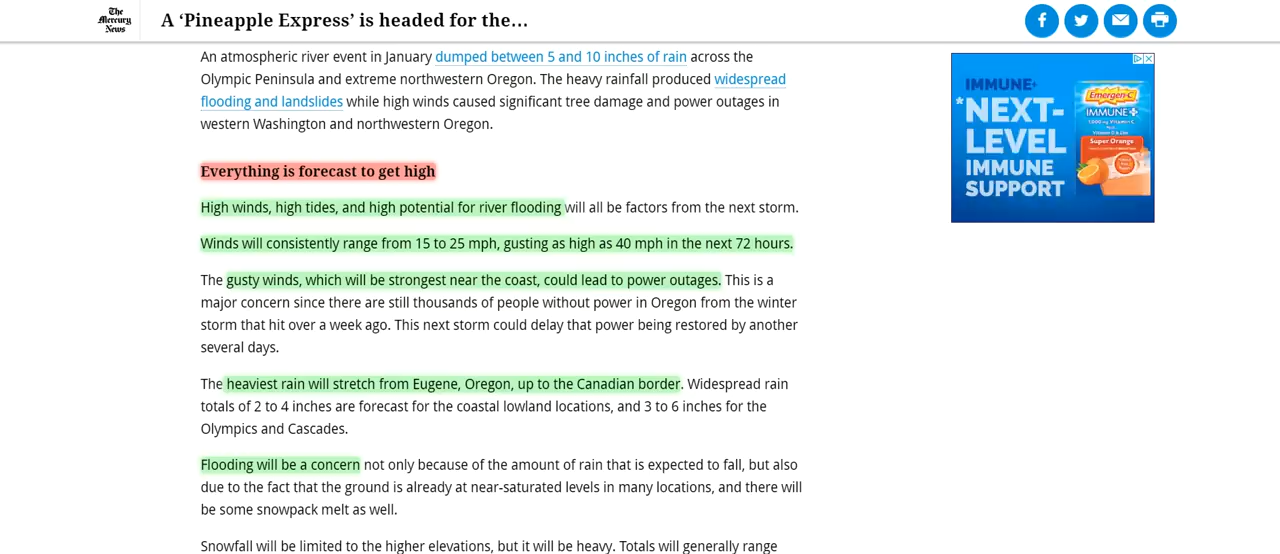 The
Mercury
News
A ‘Pineapple Express’ is headed for the…
An atmospheric river event in January dumped between 5 and 10 inches of rain across the
Olympic Peninsula and extreme northwestern Oregon. The heavy rainfall produced widespread
flooding and landslides while high winds caused significant tree damage and power outages in
western Washington and northwestern Oregon.
Everything is forecast to get high
High winds, high tides, and high potential for river flooding will all be factors from the next storm.
Winds will consistently range from 15 to 25 mph, gusting as high as 40 mph in the next 72 hours.
The gusty winds, which will be strongest near the coast, could lead to power outages. This is a
major concern since there are still thousands of people without power in Oregon from the winter
storm that hit over a week ago. This next storm could delay that power being restored by another
several days.
The heaviest rain will stretch from Eugene, Oregon, up to the Canadian border. Widespread rain
totals of 2 to 4 inches are forecast for the coastal lowland locations, and 3 to 6 inches for the
Olympics and Cascades.
Flooding will be a concern not only because of the amount of rain that is expected to fall, but also
due to the fact that the ground is already at near-saturated levels in many locations, and there will
be some snowpack melt as well.
Snowfall will be limited to the higher elevations, but it will be heavy. Totals will generally range
IMMUNE+
*NEXT-
LEVEL
IMMUNE
SUPPORT
Emergen-C
IMMUNE+
Super Orange